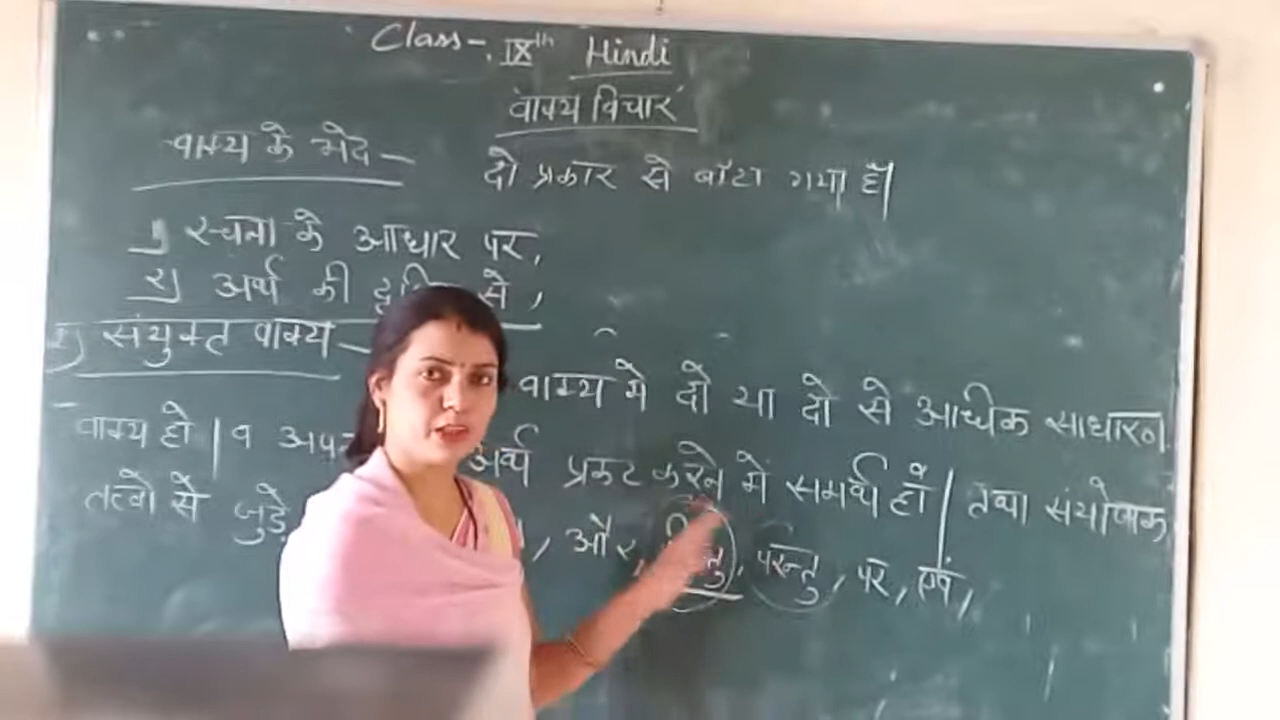 Class-IXth Hindi
वाक्य विचार
वाक्य के भेद — दो प्रकार से बाँटा गया है।
1) रचना के आधार पर,
2) अर्थ की से,
संयुक्त वाक्य —
वाक्य में दो या दो से अधिक साधारण
वाक्य हो | व अर्थ प्रकट करने में समर्थ हों | तथा संयोजक
तत्वो से जुड़े , और, परन्तु, पर, एवं,